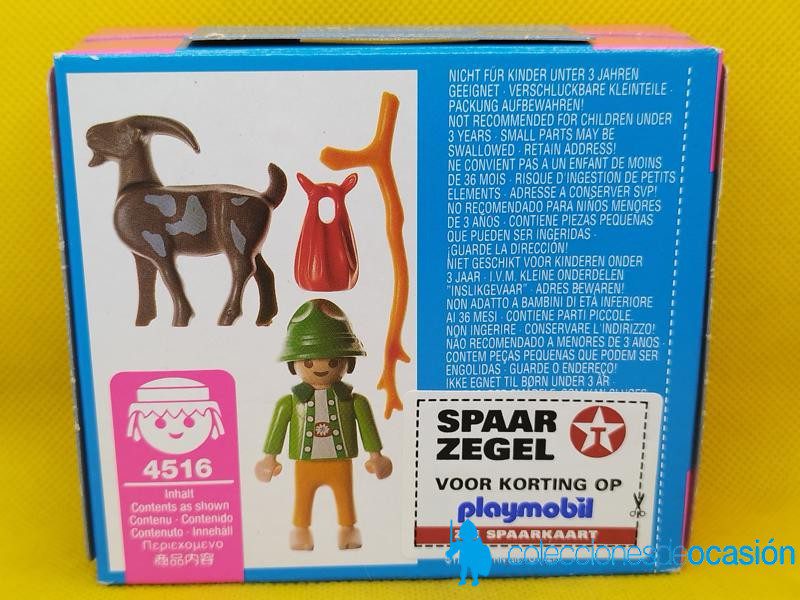 NICHT FÜR KINDER UNTER 3 JAHREN
GEEIGNET · VERSCHLUCKBARE KLEINTEILE ·
PACKUNG AUFBEWAHREN!
NOT RECOMMENDED FOR CHILDREN UNDER
3 YEARS · SMALL PARTS MAY BE
SWALLOWED · RETAIN ADDRESS!
NE CONVIENT PAS A UN ENFANT DE MOINS
DE 36 MOIS · RISQUE D'INGESTION DE PETITS
ELEMENTS · ADRESSE A CONSERVER SVP!
NO RECOMENDADO PARA NIÑOS MENORES
DE 3 AÑOS · CONTIENE PIEZAS PEQUEÑAS
QUE PUEDEN SER INGERIDAS ·
¡GUARDE LA DIRECCIÓN!
NIET GESCHIKT VOOR KINDEREN ONDER
3 JAAR · I.V.M. KLEINE ONDERDELEN
"INSLIKGEVAAR" · ADRES BEWAREN!
NON ADATTO A BAMBINI DI ETÀ INFERIORE
AI 36 MESI · CONTIENE PARTI PICCOLE.
NON INGERIRE · CONSERVARE L'INDIRIZZO!
NÃO RECOMENDADO A MENORES DE 3 ANOS ·
CONTEM PEÇAS PEQUENAS QUE PODEM SER
ENGOLIDAS · GUARDE O ENDEREÇO!
IKKE EGNET TIL BØRN UNDER 3 ÅR ·
4516
Inhalt
Contents as shown
Contenu · Contenido
Contenuto · Innehåll
Περιεχομενο
商品内容
SPAAR
ZEGEL
T
VOOR KORTING OP
playmobil
SPAARKAART
coleccionesdeocasión